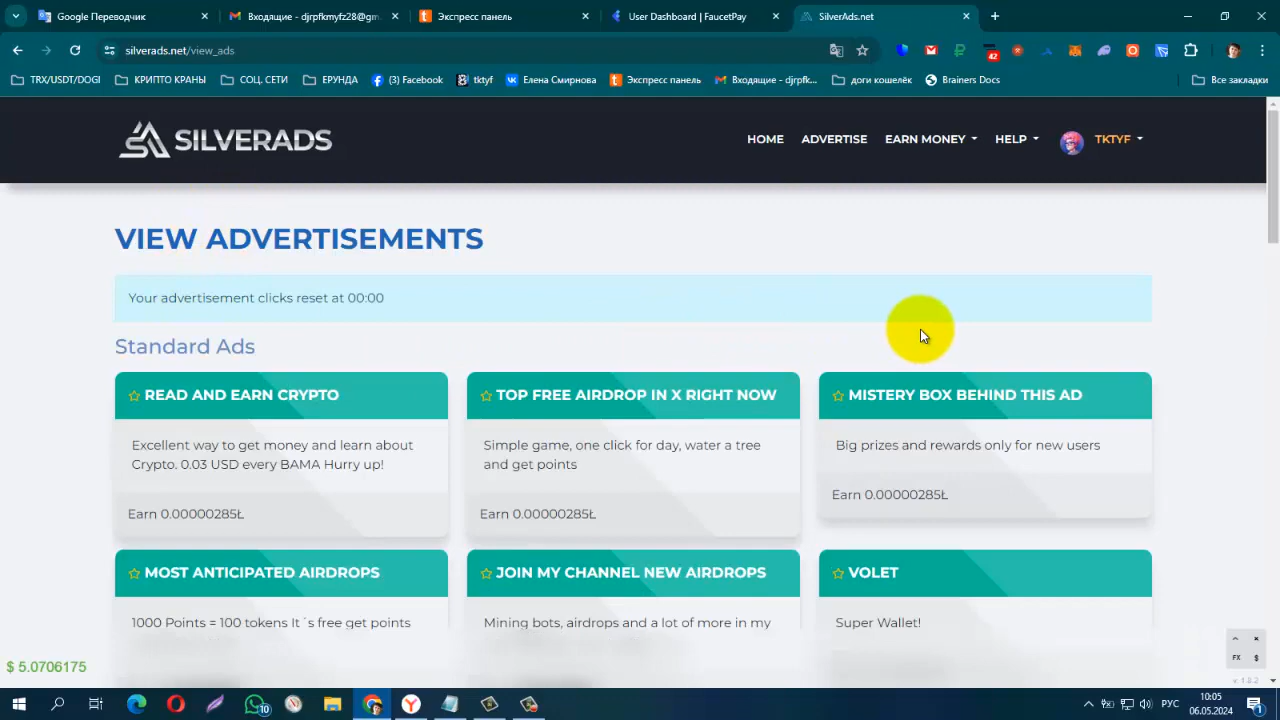 Google Переводчик
Входящие - djrpfkmyfz28@gm
Экспресс панель
User Dashboard | FaucetPay
SilverAds.net
silverads.net/view_ads
42
TRX/USDT/DOGI
КРИПТО КРАНЫ
СОЦ. СЕТИ
ЕРУНДА
(3) Facebook
tktyf
Елена Смирнова
Экспресс панель
Входящие - djrpfk...
доги кошелёк
Brainers Docs
Все закладки
SILVERADS
HOME
ADVERTISE
EARN MONEY
HELP
TKTYF
VIEW ADVERTISEMENTS
Your advertisement clicks reset at 00:00
Standard Ads
READ AND EARN CRYPTO
Excellent way to get money and learn about
Crypto. 0.03 USD every BAMA Hurry up!
Earn 0.00000285Ł
TOP FREE AIRDROP IN X RIGHT NOW
Simple game, one click for day, water a tree
and get points
Earn 0.00000285Ł
MISTERY BOX BEHIND THIS AD
Big prizes and rewards only for new users
Earn 0.00000285Ł
MOST ANTICIPATED AIRDROPS
1000 Points = 100 tokens It´s free get points
JOIN MY CHANNEL NEW AIRDROPS
Mining bots, airdrops and a lot of more in my
VOLET
Super Wallet!
$ 5.0706175
FX $
v. 1.8.2
10
РУС
10:05
06.05.2024